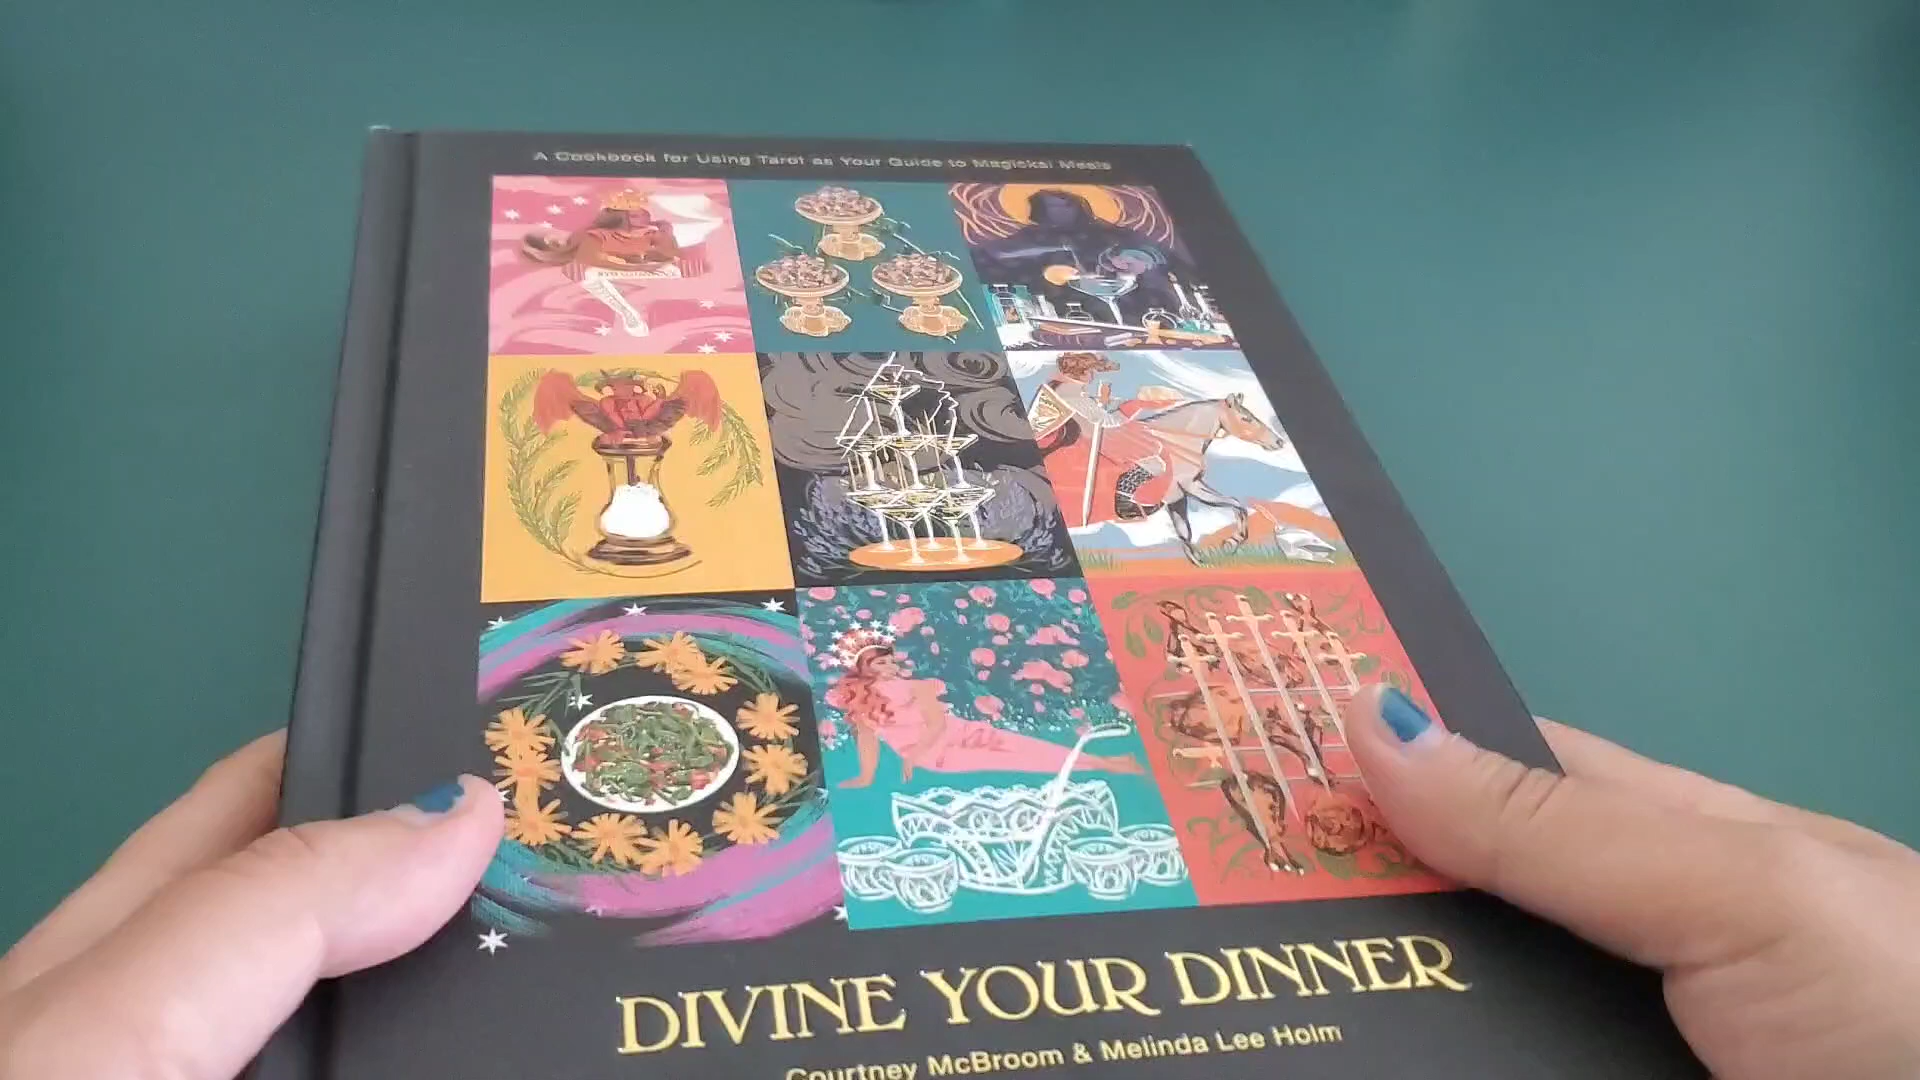 A Cookbook for Using Tarot as Your Guide to Magickal Meals
DIVINE YOUR DINNER
Courtney McBroom & Melinda Lee Holm